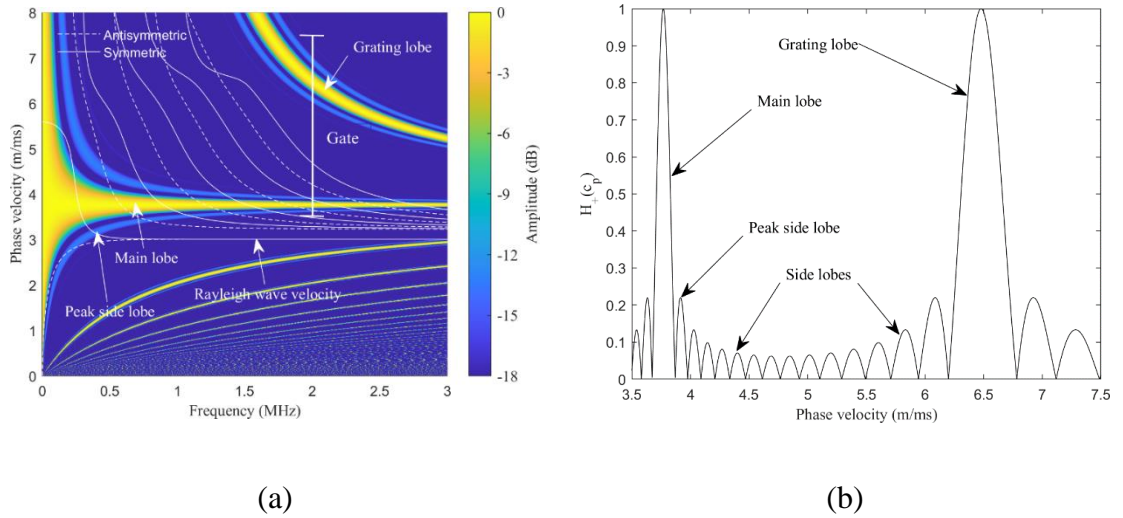 8
7
6
5
4
3
2
1
0
Phase velocity (m/ms)
Antisymmetric
Symmetric
Grating lobe
Gate
Main lobe
Rayleigh wave velocity
Peak side lobe
0
0.5
1
1.5
2
2.5
3
Frequency (MHz)
0
-3
-6
-9
-12
-15
-18
Amplitude (dB)
(a)
1
0.9
0.8
0.7
0.6
0.5
0.4
0.3
0.2
0.1
0
H+(cp)
Grating lobe
Main lobe
Peak side lobe
Side lobes
3.5
4
4.5
5
5.5
6
6.5
7
7.5
Phase velocity (m/ms)
(b)